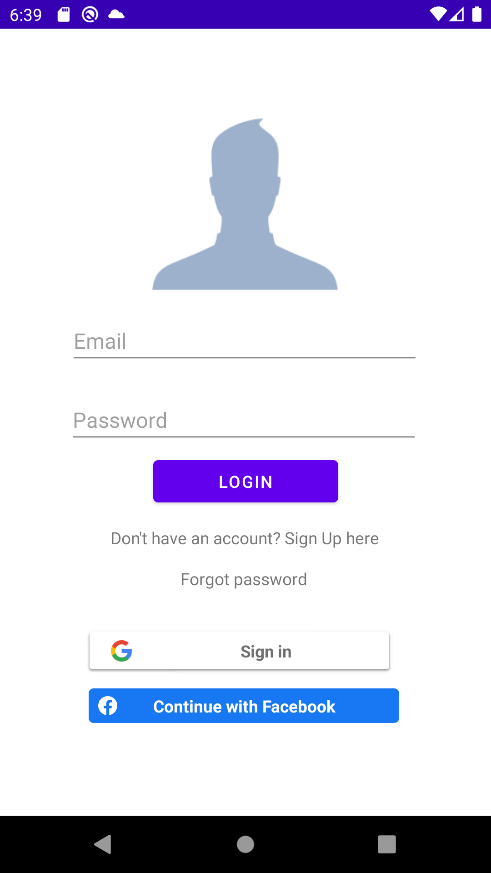 6:39
Email
Password
LOGIN
Don't have an account? Sign Up here
Forgot password
Sign in
Continue with Facebook